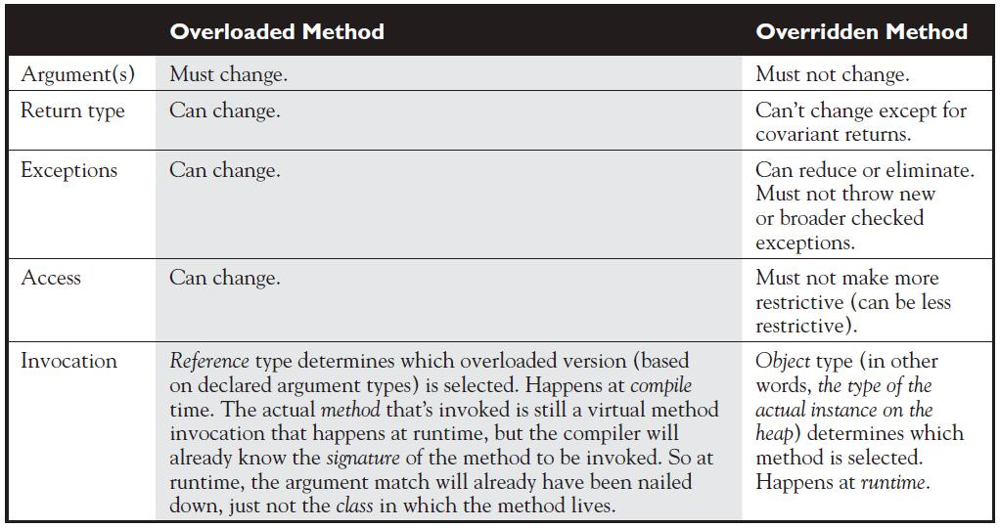 Overloaded Method Overridden Method
Argument(s) Must change. Must not change.
Return type Can change. Can't change except for
covariant returns.
Exceptions Can change. Can reduce or eliminate.
Must not throw new
or broader checked
exceptions.
Access Can change. Must not make more
restrictive (can be less
restrictive).
Invocation
Reference type determines which overloaded version (based
on declared argument types) is selected. Happens at compile
time. The actual method that's invoked is still a virtual method
invocation that happens at runtime, but the compiler will
already know the signature of the method to be invoked. So at
runtime, the argument match will already have been nailed
down, just not the class in which the method lives.
Object type (in other
words, the type of the
actual instance on the
heap) determines which
method is selected.
Happens at runtime.